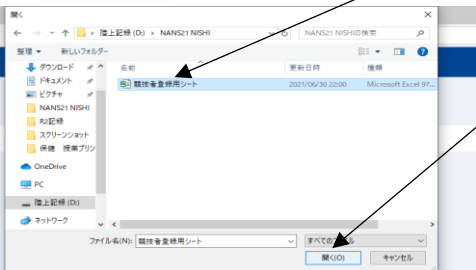 開く
陸上記録 (D:) › NANS21 NISHI
NANS21 NISHIの検索
整理 新しいフォルダー
名前 更新日時 種類
競技者登録用シート 2021/06/30 22:00 Microsoft Excel 97...
ダウンロード
ドキュメント
ピクチャ
NANS21 NISHI
R2記録
スクリーンショット
保健 授業プリン
OneDrive
PC
陸上記録 (D:)
ネットワーク
ファイル名(N): 競技者登録用シート
すべてのファイル
開く(O) キャンセル